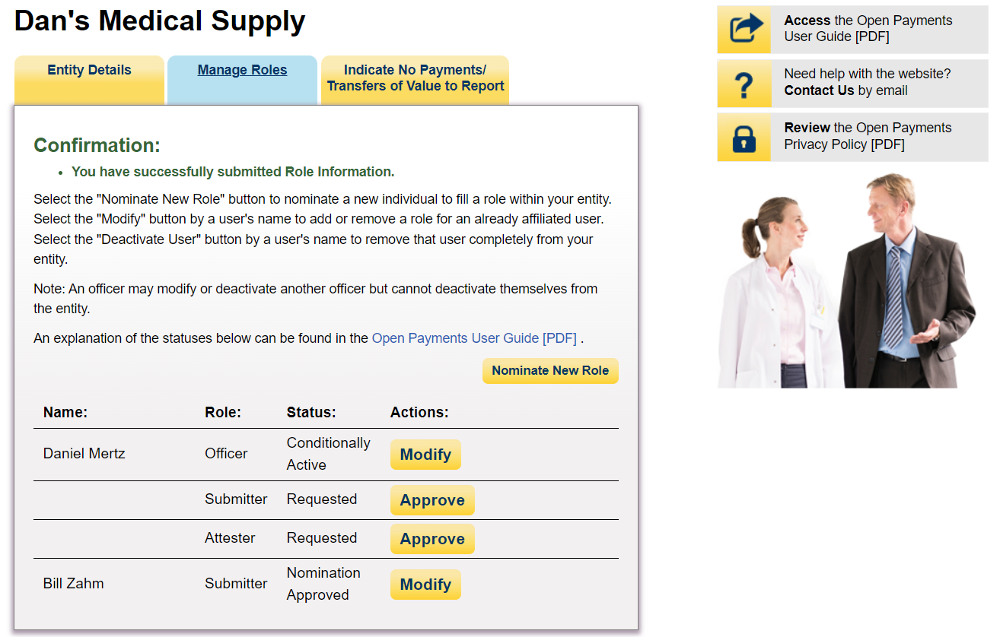 Dan's Medical Supply
Entity Details
Manage Roles
Indicate No Payments/
Transfers of Value to Report
Confirmation:
• You have successfully submitted Role Information.
Select the "Nominate New Role" button to nominate a new individual to fill a role within your entity.
Select the "Modify" button by a user's name to add or remove a role for an already affiliated user.
Select the "Deactivate User" button by a user's name to remove that user completely from your
entity.
Note: An officer may modify or deactivate another officer but cannot deactivate themselves from
the entity.
An explanation of the statuses below can be found in the Open Payments User Guide [PDF] .
Nominate New Role
Name: Role: Status: Actions:
Daniel Mertz Officer Conditionally Active Modify
Submitter Requested Approve
Attester Requested Approve
Bill Zahm Submitter Nomination Approved Modify
Access the Open Payments
User Guide [PDF]
?
Need help with the website?
Contact Us by email
Review the Open Payments
Privacy Policy [PDF]